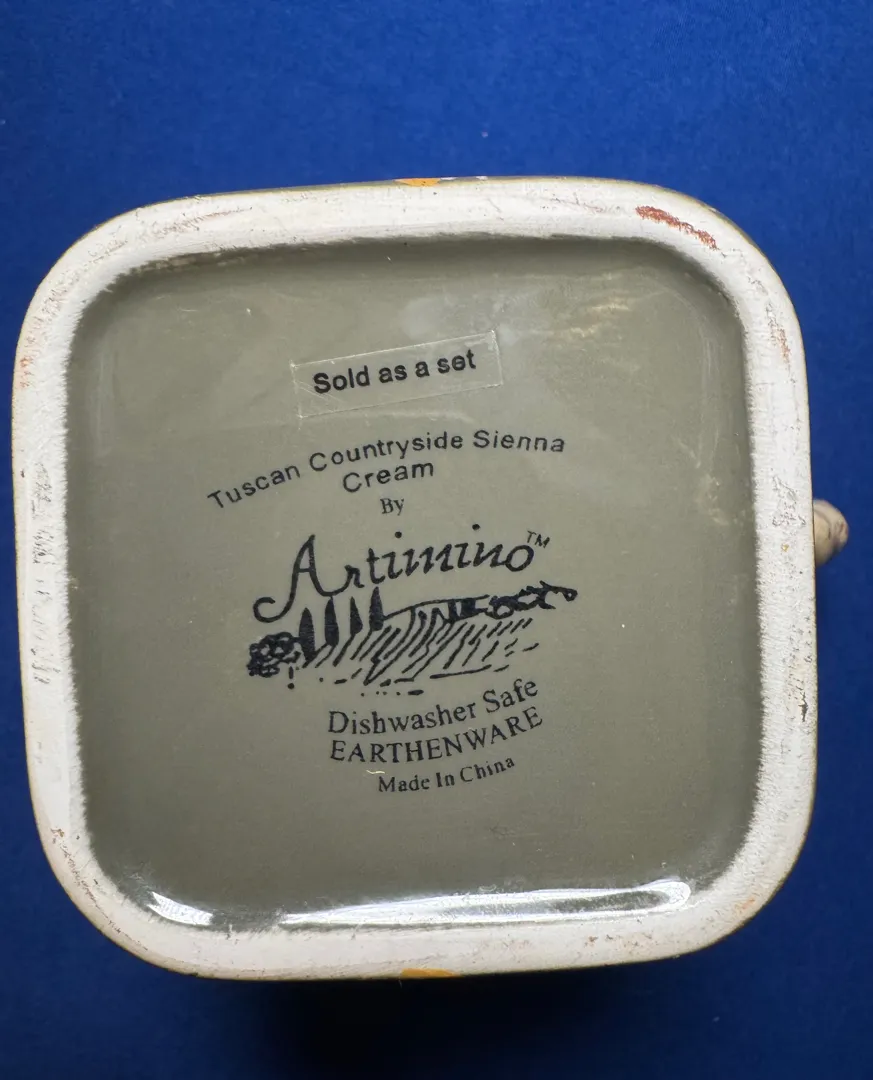 Sold as a set
Tuscan Countryside Sienna
Cream
By
Artimino™
Dishwasher Safe
EARTHENWARE
Made In China